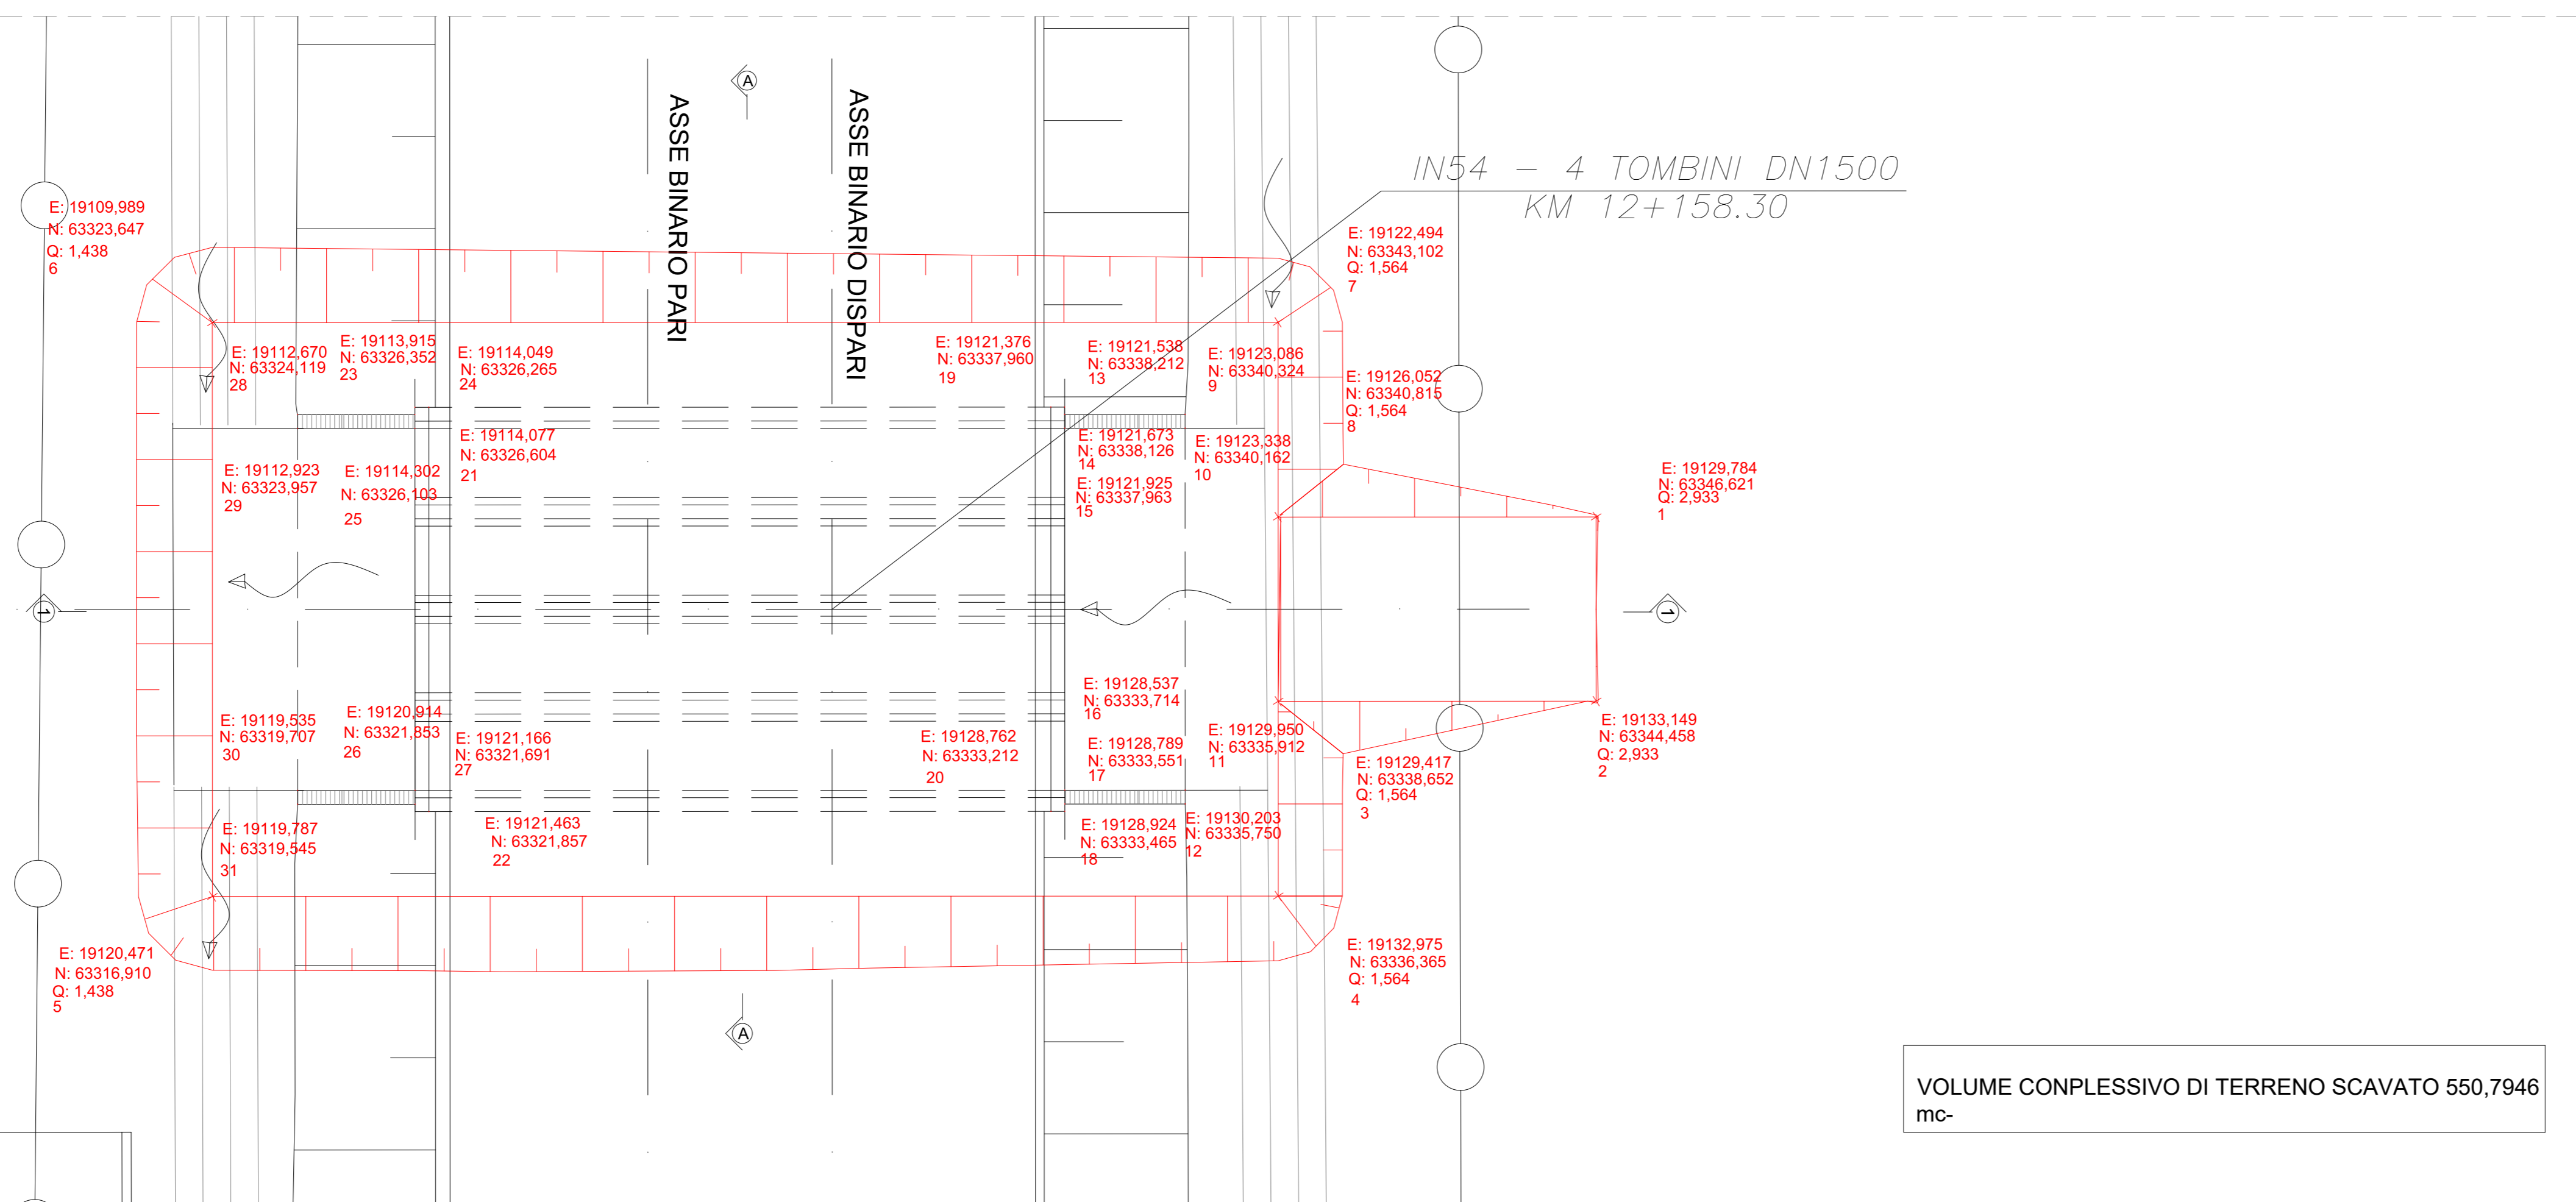 A
ASSE BINARIO PARI
ASSE BINARIO DISPARI
IN54 - 4 TOMBINI DN1500
KM 12+158.30
E: 19109,989
N: 63323,647
Q: 1,438
6
E: 19122,494
N: 63343,102
Q: 1,564
7
E: 19112,670
N: 63324,119
28
E: 19113,915
N: 63326,352
23
E: 19114,049
N: 63326,265
24
E: 19121,376
N: 63337,960
19
E: 19121,538
N: 63338,212
13
E: 19123,086
N: 63340,324
9
E: 19126,052
N: 63340,815
Q: 1,564
8
E: 19112,923
N: 63323,957
29
E: 19114,302
N: 63326,103
25
E: 19114,077
N: 63326,604
21
E: 19121,673
N: 63338,126
14
E: 19121,925
N: 63337,963
15
E: 19123,338
N: 63340,162
10
E: 19129,784
N: 63346,621
Q: 2,933
1
1
1
E: 19119,535
N: 63319,707
30
E: 19120,914
N: 63321,853
26
E: 19121,166
N: 63321,691
27
E: 19128,762
N: 63333,212
20
E: 19128,537
N: 63333,714
16
E: 19128,789
N: 63333,551
17
E: 19129,950
N: 63335,912
11
E: 19129,417
N: 63338,652
Q: 1,564
3
E: 19133,149
N: 63344,458
Q: 2,933
2
E: 19119,787
N: 63319,545
31
E: 19121,463
N: 63321,857
22
E: 19128,924
N: 63333,465
18
E: 19130,203
N: 63335,750
12
E: 19120,471
N: 63316,910
Q: 1,438
5
E: 19132,975
N: 63336,365
Q: 1,564
4
A
VOLUME CONPLESSIVO DI TERRENO SCAVATO 550,7946
mc-